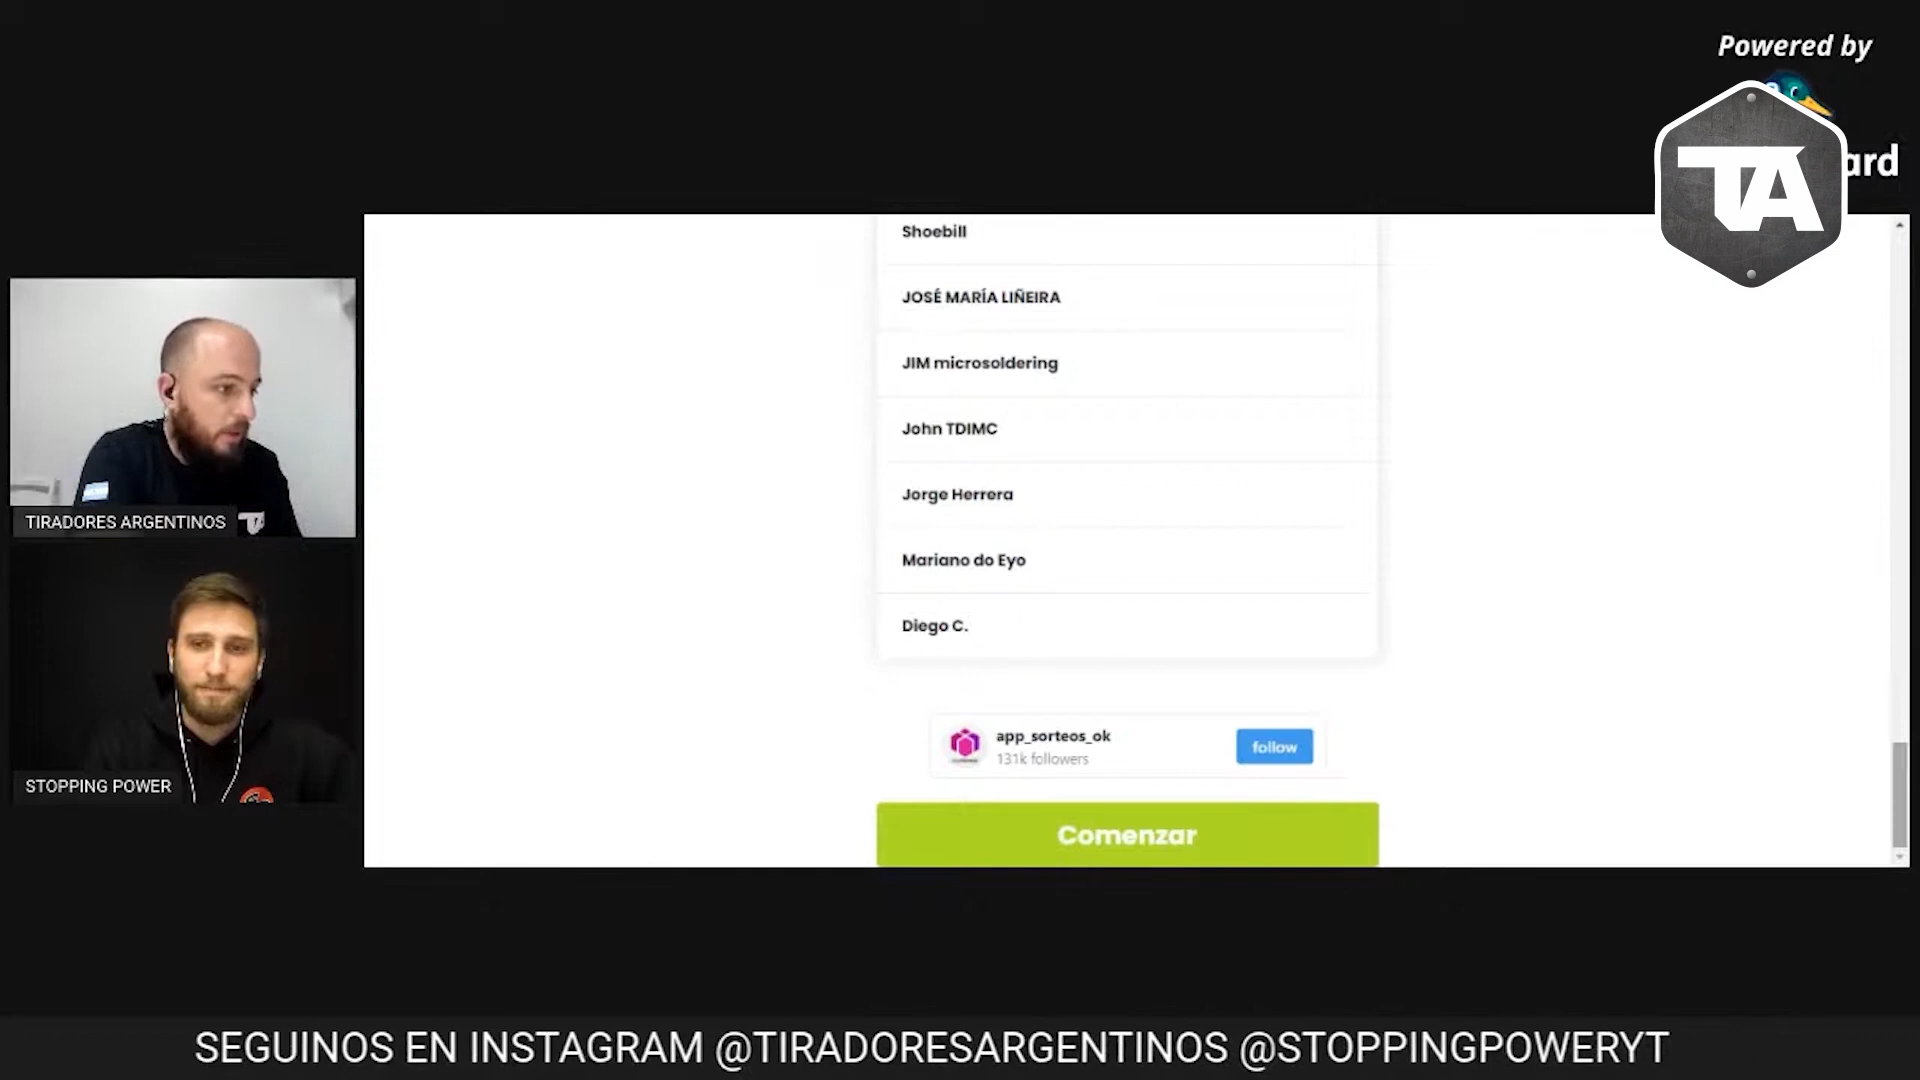 Powered by
TA
ard
Shoebill
JOSÉ MARÍA LIÑEIRA
JIM microsoldering
John TDIMC
Jorge Herrera
Mariano do Eyo
Diego C.
app_sorteos_ok
131k followers
follow
Comenzar
TIRADORES ARGENTINOS
STOPPING POWER
SEGUINOS EN INSTAGRAM @TIRADORESARGENTINOS @STOPPINGPOWERYT